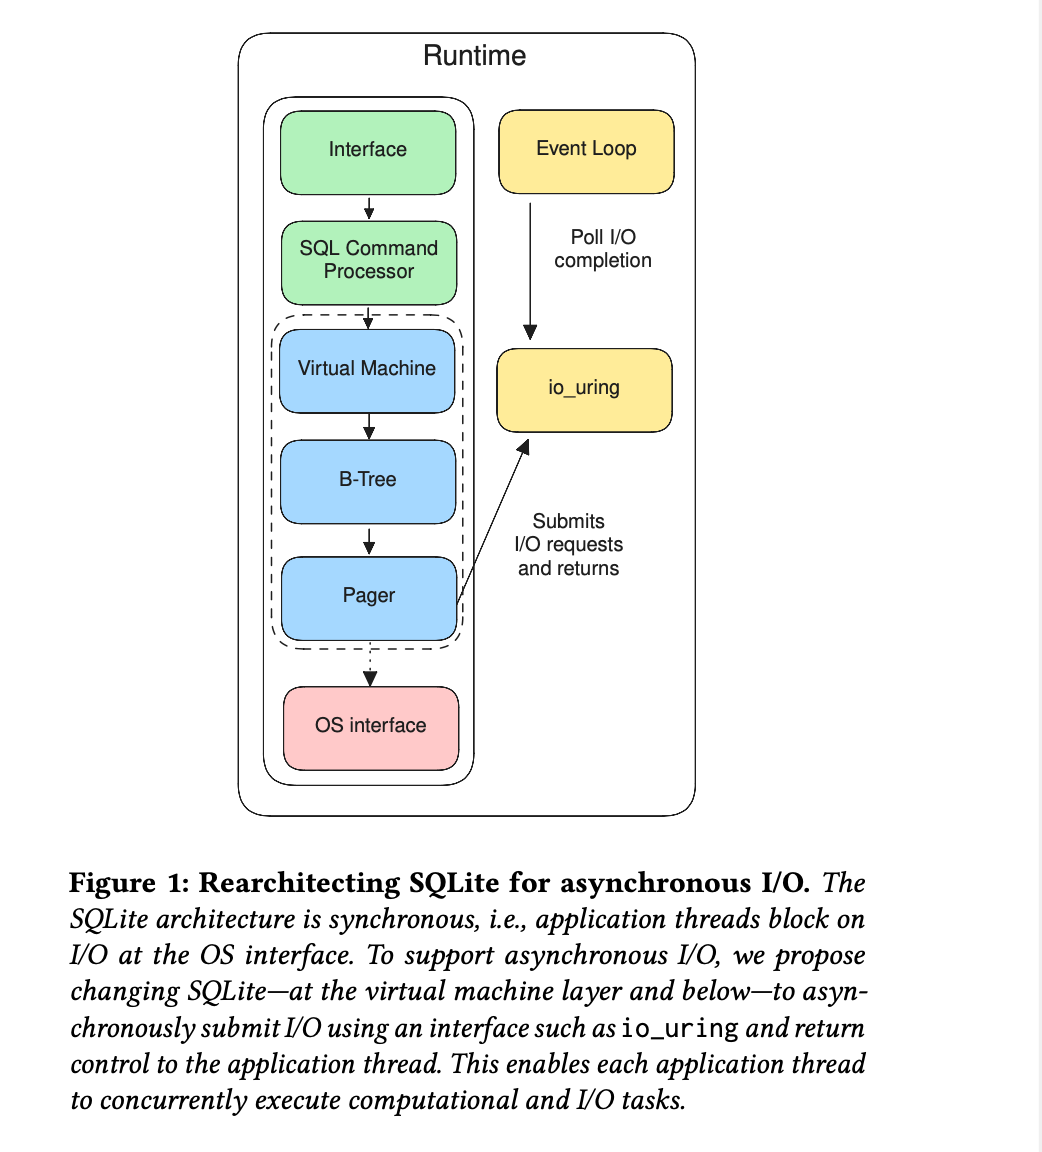 Runtime
Interface
Event Loop
SQL Command
Processor
Poll I/O
completion
Virtual Machine
io_uring
B-Tree
Submits
I/O requests
and returns
Pager
OS interface
Figure 1: Rearchitecting SQLite for asynchronous I/O. The
SQLite architecture is synchronous, i.e., application threads block on
I/O at the OS interface. To support asynchronous I/O, we propose
changing SQLite—at the virtual machine layer and below—to asyn-
chronously submit I/O using an interface such as io_uring and return
control to the application thread. This enables each application thread
to concurrently execute computational and I/O tasks.